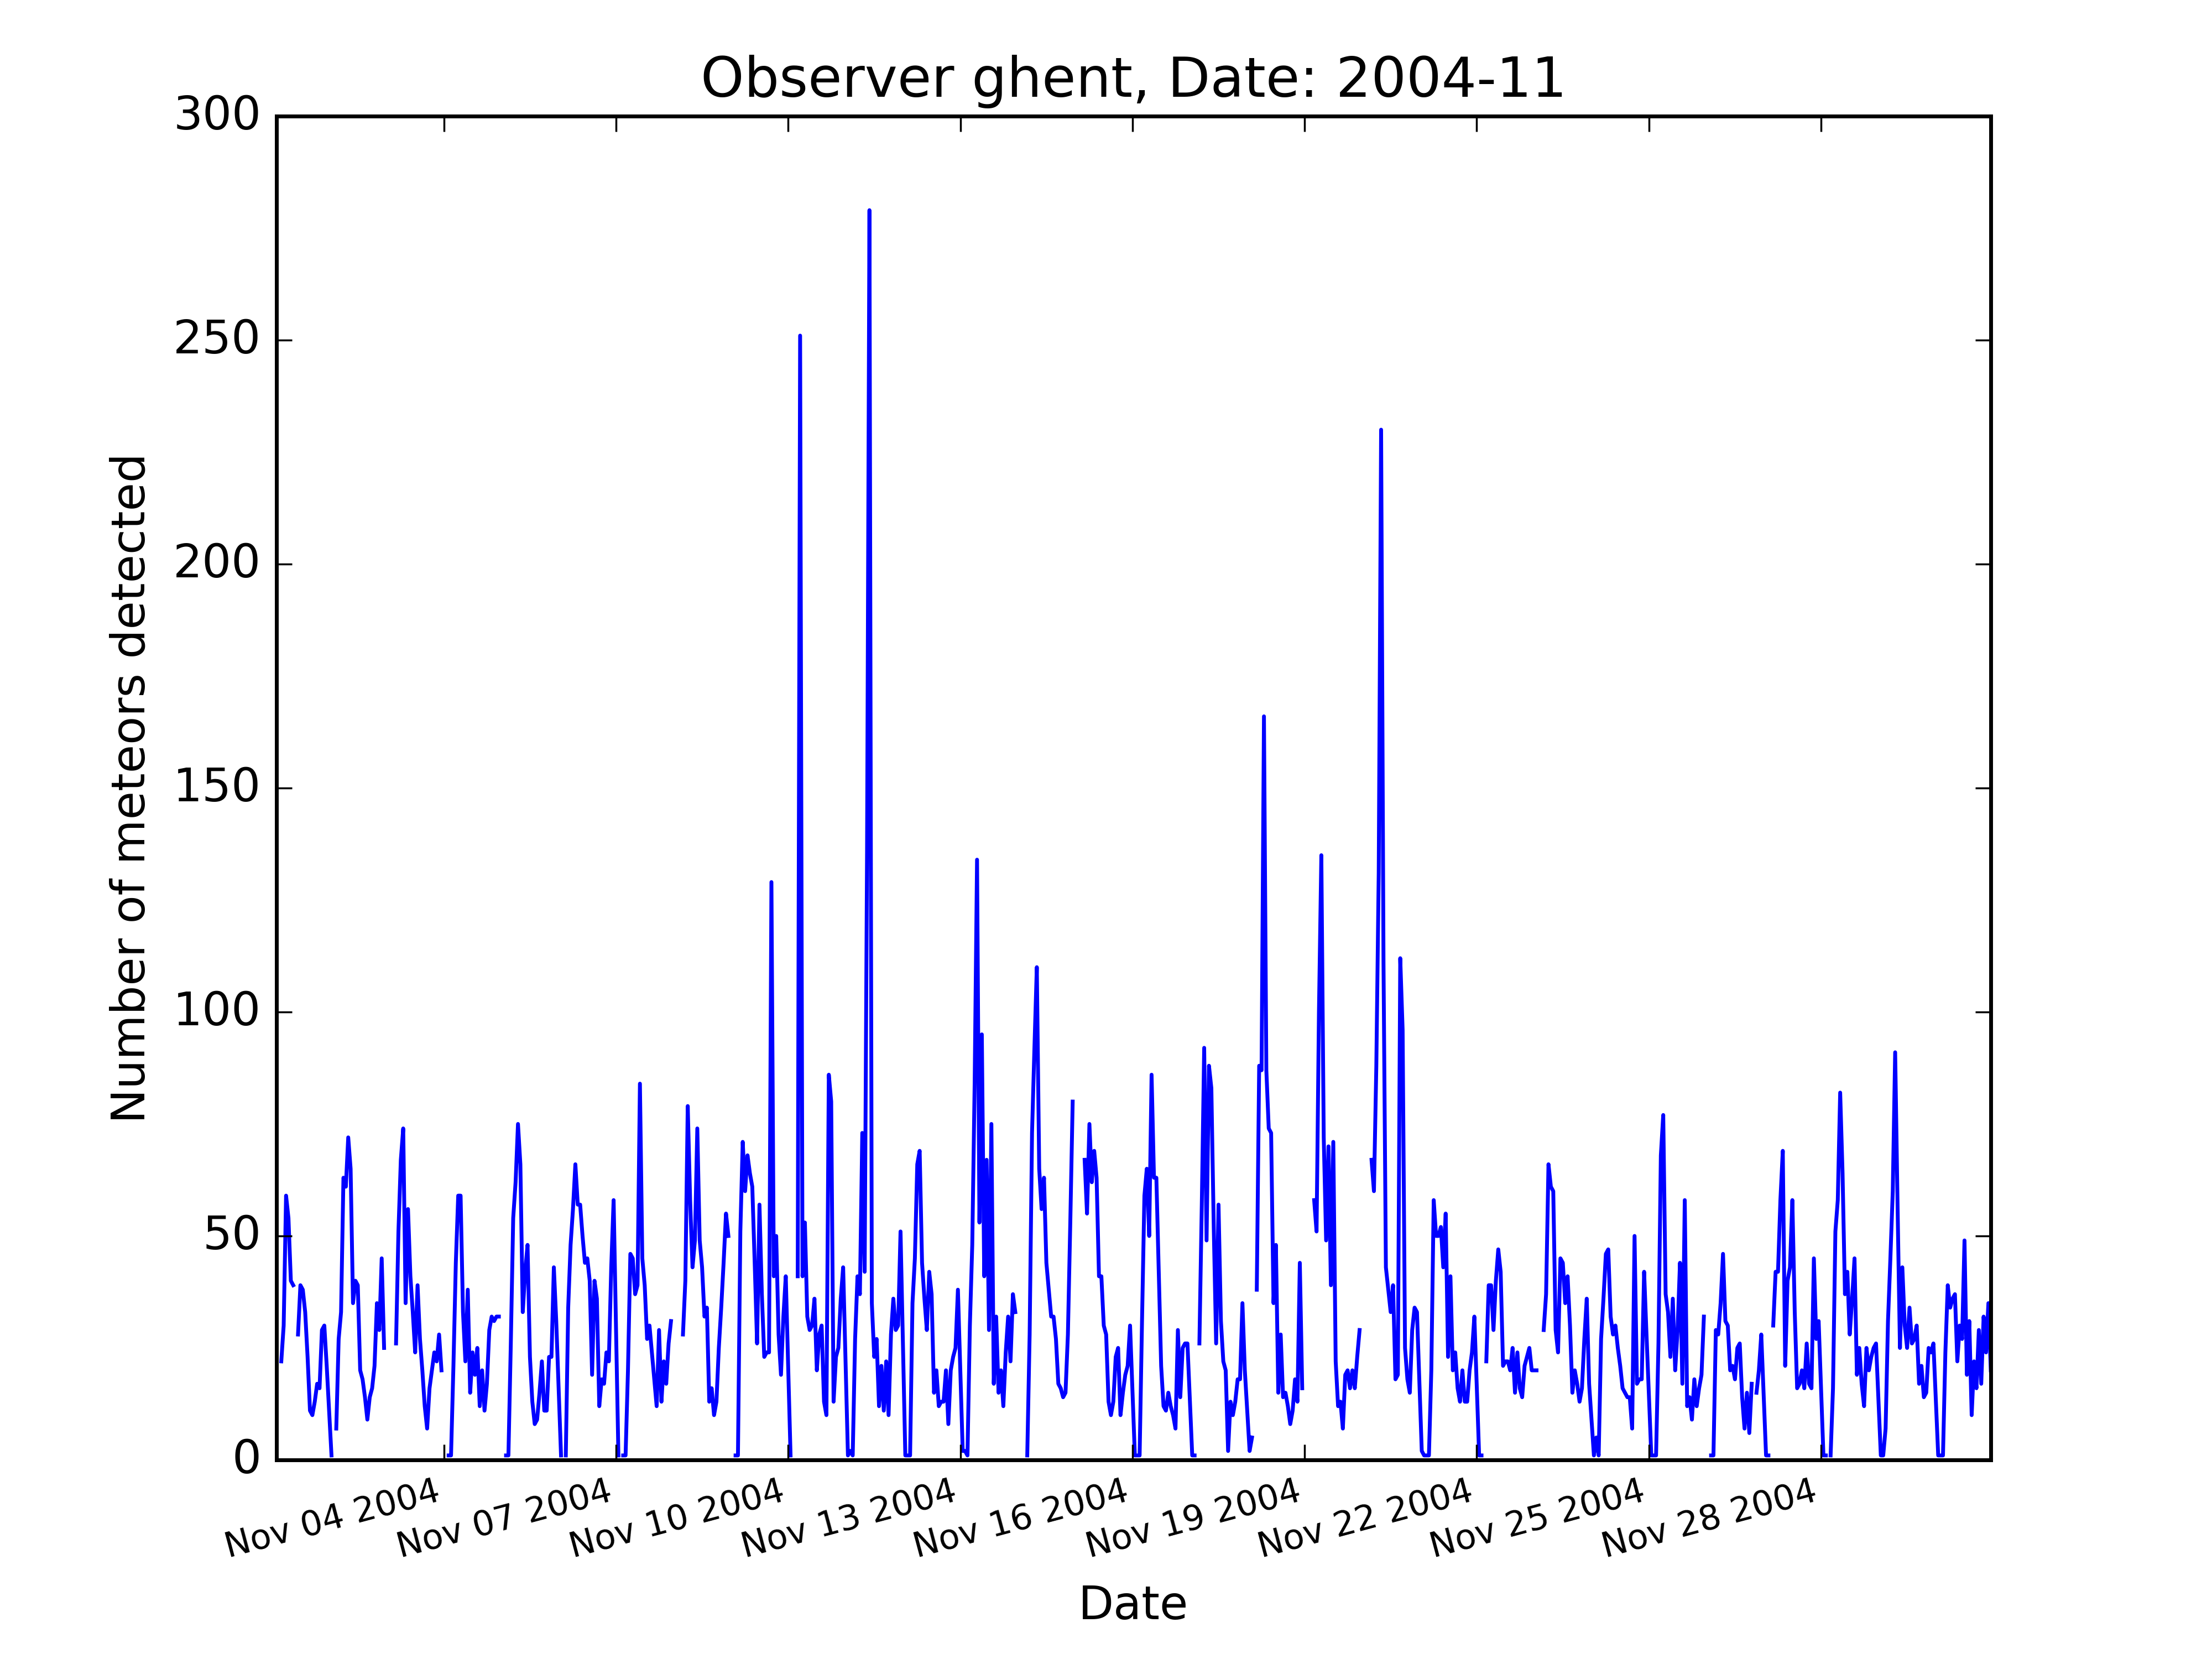 Observer ghent, Date: 2004-11
300
250
200
150
100
50
0
Number of meteors detected
Nov 04 2004
Nov 07 2004
Nov 10 2004
Nov 13 2004
Nov 16 2004
Nov 19 2004
Nov 22 2004
Nov 25 2004
Nov 28 2004
Date